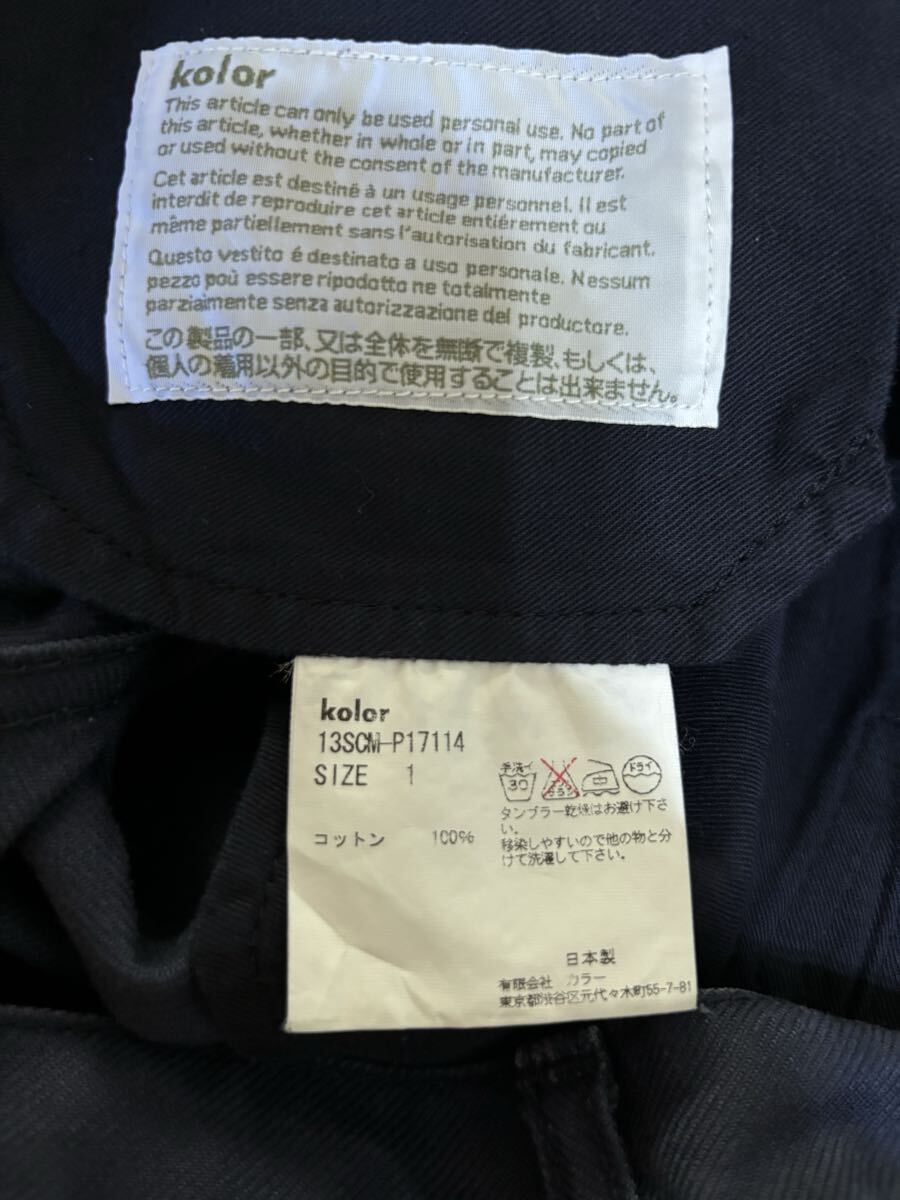 kolor
This article can only be used personal use. No part of
this article, whether in whole or in part, may copied
or used without the consent of the manufacturer.
Cet article est destiné à un usage personnel. Il est
interdit de reproduire cet article entiérement ou
même partiellement sans l'autorisation du fabricant.
Questo vestito é destinato a uso personale. Nessum
pezzo poù essere ripodotto ne totalmente
parzialmente senza autorizzazione del productore.
この製品の一部、又は全体を無断で複製、もしくは、
個人の着用以外の目的で使用することは出来ません。
kolor
13SCM-P17114
SIZE 1
手洗イ
30
ドライ
コットン 100%
タンブラー乾燥はお避け下さ
い。
移染しやすいので他の物と分
けて洗濯して下さい。
日本製
有限会社 カラー
東京都渋谷区元代々木町55-7-81